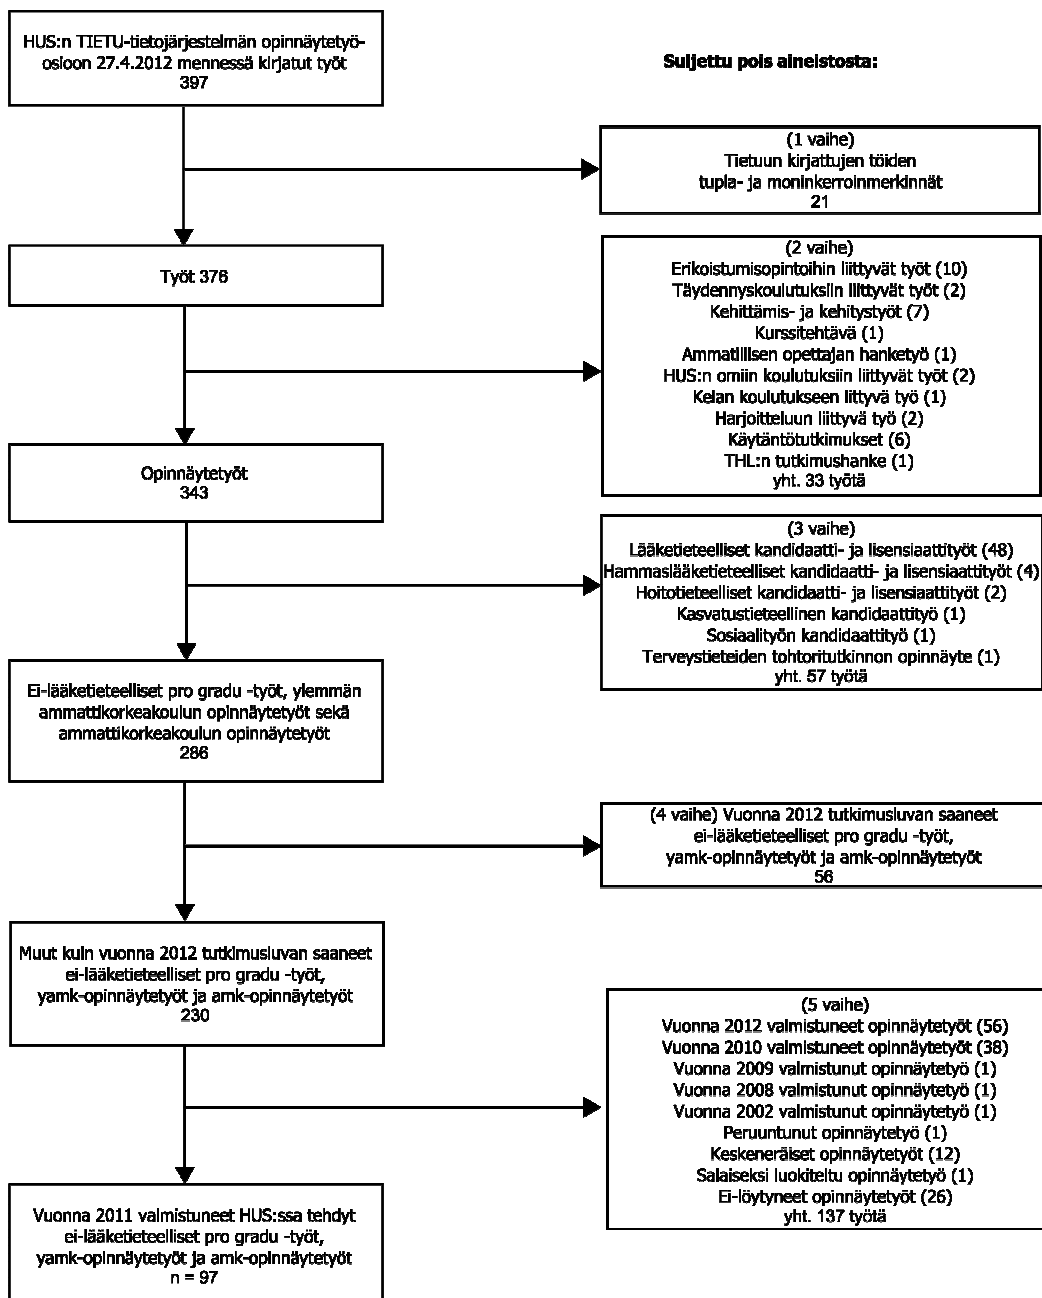 HUS:n TIETU-tietojärjestelmän opinnäytetyö-
osioon 27.4.2012 mennessä kirjatut työt
397
Suljettu pois aineistosta:
(1 vaihe)
Tietuun kirjattujen töiden
tupla- ja moninkerroinmerkinnät
21
Työt 376
(2 vaihe)
Erikoistumisopintoihin liittyvät työt (10)
Täydennyskoulutuksiin liittyvät työt (2)
Kehittämis- ja kehitystyöt (7)
Kurssitehtävä (1)
Ammatillisen opettajan hanketyö (1)
HUS:n omiin koulutuksiin liittyvät työt (2)
Kelan koulutukseen littyvä työ (1)
Harjoitteluun liittyvä työ (2)
Käytäntötutkimukset (6)
THL:n tutkimushanke (1)
yht. 33 työtä
Opinnäytetyöt
343
(3 vaihe)
Lääketieteelliset kandidaatti- ja lisensiaattityöt (48)
Hammaslääketieteelliset kandidaatti- ja lisensiaattityöt (4)
Hoitotieteelliset kandidaatti- ja lisensiaattityöt (2)
Kasvatustieteellinen kandidaattityö (1)
Sosiaalityön kandidaattityö (1)
Terveystieteiden tohtoritutkinnon opinnäyte (1)
yht. 57 työtä
Ei-lääketieteelliset pro gradu -työt, ylemmän
ammattikorkeakoulun opinnäytetyöt sekä
ammattikorkeakoulun opinnäytetyöt
286
(4 vaihe) Vuonna 2012 tutkimusluvan saaneet
ei-lääketieteelliset pro gradu -työt,
yamk-opinnäytetyöt ja amk-opinnäytetyöt
56
Muut kuin vuonna 2012 tutkimusluvan saaneet
ei-lääketieteelliset pro gradu -työt,
yamk-opinnäytetyöt ja amk-opinnäytetyöt
230
(5 vaihe)
Vuonna 2012 valmistuneet opinnäytetyöt (56)
Vuonna 2010 valmistuneet opinnäytetyöt (38)
Vuonna 2009 valmistunut opinnäytetyö (1)
Vuonna 2008 valmistunut opinnäytetyö (1)
Vuonna 2002 valmistunut opinnäytetyö (1)
Peruuntunut opinnäytetyö (1)
Keskeneräiset opinnäytetyöt (12)
Salaiseksi luokiteltu opinnäytetyö (1)
Ei-löytyneet opinnäytetyöt (26)
yht. 137 työtä
Vuonna 2011 valmistuneet HUS:ssa tehdyt
ei-lääketieteelliset pro gradu -työt,
yamk-opinnäytetyöt ja amk-opinnäytetyöt
n = 97